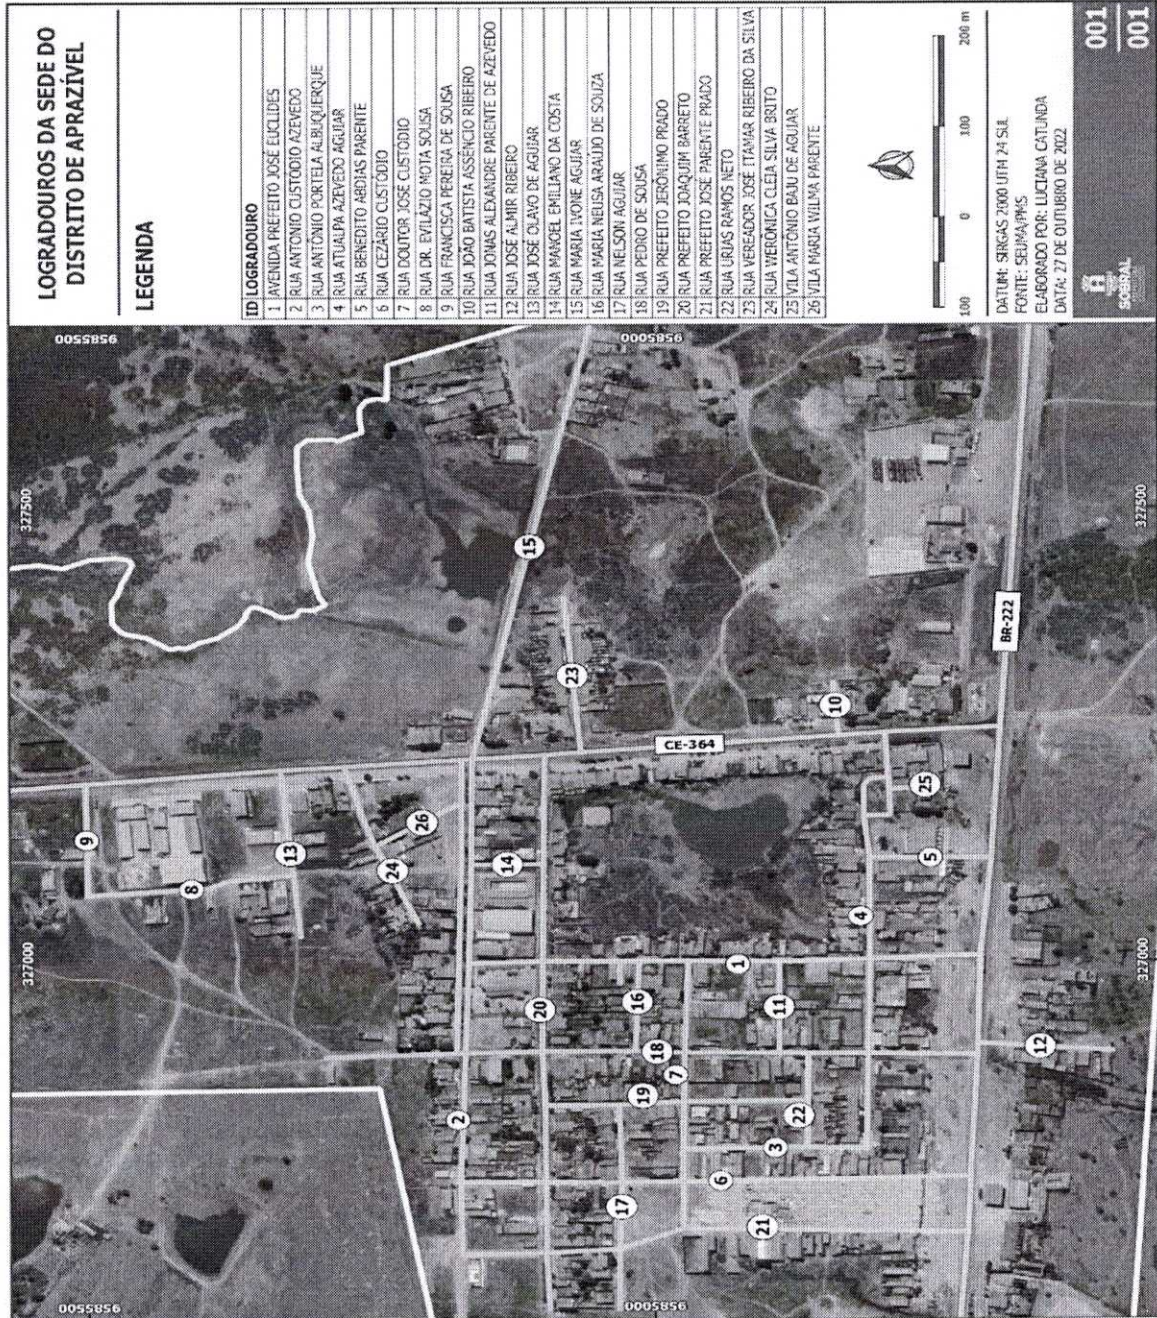 LOGRADOUROS DA SEDE DO
DISTRITO DE APRAZÍVEL
LEGENDA
ID LOGRADOURO
1 AVENIDA PREFEITO JOSÉ EUCLIDES
2 RUA ANTÔNIO CUSTÓDIO AZEVEDO
3 RUA ANTÔNIO PORTELA ALBUQUERQUE
4 RUA ATUALPA AZEVEDO AGUIAR
5 RUA BENEDITO ABDIAS PARENTE
6 RUA CEZÁRIO CUSTÓDIO
7 RUA DOUTOR JOSÉ CUSTÓDIO
8 RUA DR. EVILÁZIO MOTA SOUSA
9 RUA FRANCISCA PEREIRA DE SOUSA
10 RUA JOÃO BATISTA ASSENCIO RIBEIRO
11 RUA JONAS ALEXANDRE PARENTE DE AZEVEDO
12 RUA JOSÉ ALMIR RIBEIRO
13 RUA JOSÉ OLAVO DE AGUIAR
14 RUA MANOEL EMILIANO DA COSTA
15 RUA MARIA IVONE AGUIAR
16 RUA MARIA NEUSA ARAÚJO DE SOUZA
17 RUA NELSON AGUIAR
18 RUA PEDRO DE SOUSA
19 RUA PREFEITO JERÔNIMO PRADO
20 RUA PREFEITO JOAQUIM BARRETO
21 RUA PREFEITO JOSÉ PARENTE PRADO
22 RUA URIAS RAMOS NETO
23 RUA VEREADOR JOSÉ ITAMAR RIBEIRO DA SILVA
24 RUA WERONICA CLEIA SILVA BRITO
25 VILA ANTÔNIO BAIJU DE AGUIAR
26 VILA MARIA WILMA PARENTE
100 0 100 200 m
DATUM: SIRGAS 2000 UTM 24 SUL
FONTE: SEUMA/PMS
ELABORADO POR: LUCIANA CATUNDA
DATA: 27 DE OUTUBRO DE 2022
SOBRAL
001
001
327000
327500
9585500
9585500
9
8
13
24
26
2
14
15
20
23
17
19
16
18
7
CE-364
6
21
3
22
11
1
4
10
25
5
BR-222
12
9585000
9585000
327000
327500